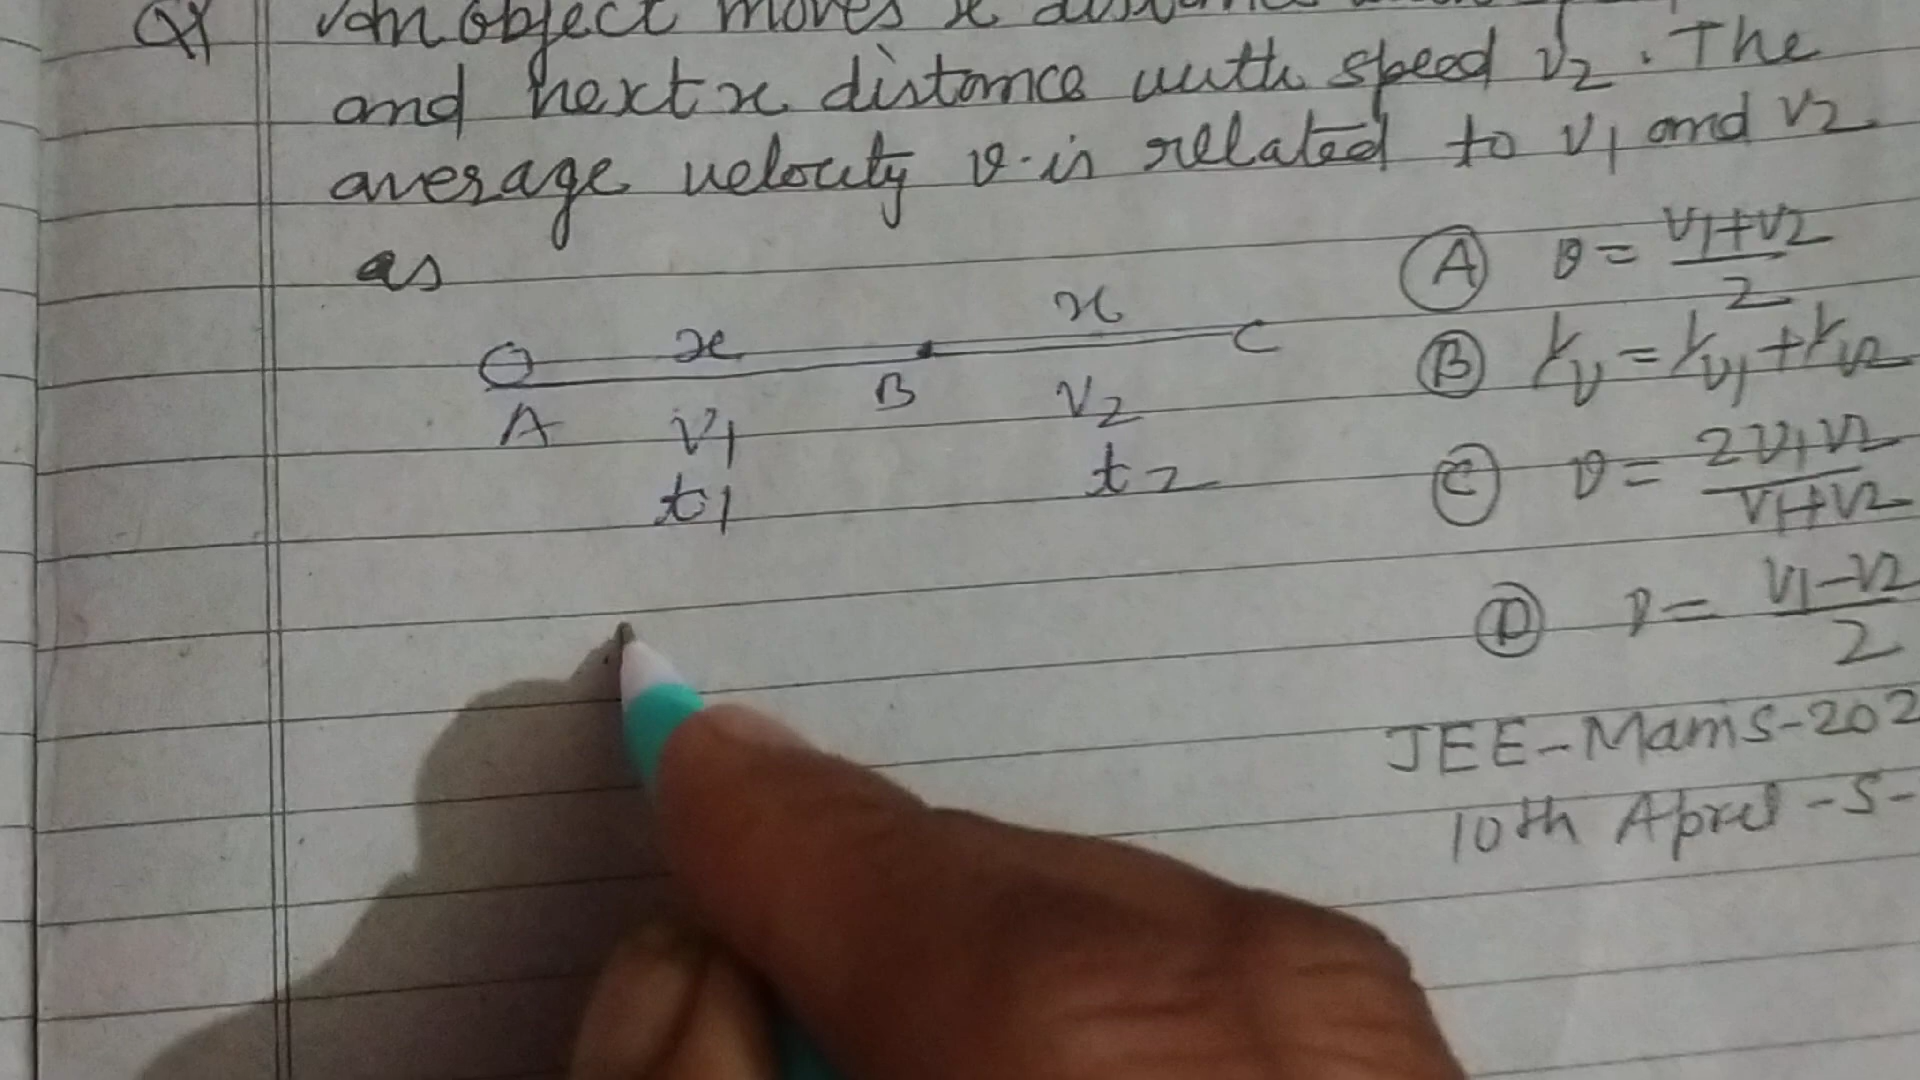 Q1 An object moves x distance
and next x distance with speed v2. The
average velocity v is related to v1 and v2
as
A v = v1+v2 / 2
x x
A B C
B 1/v = 1/v1 + 1/v2
v1 v2
t1 t2
C v = 2v1v2 / v1+v2
D v = v1-v2 / 2
JEE-Mains-202
10th April -S-